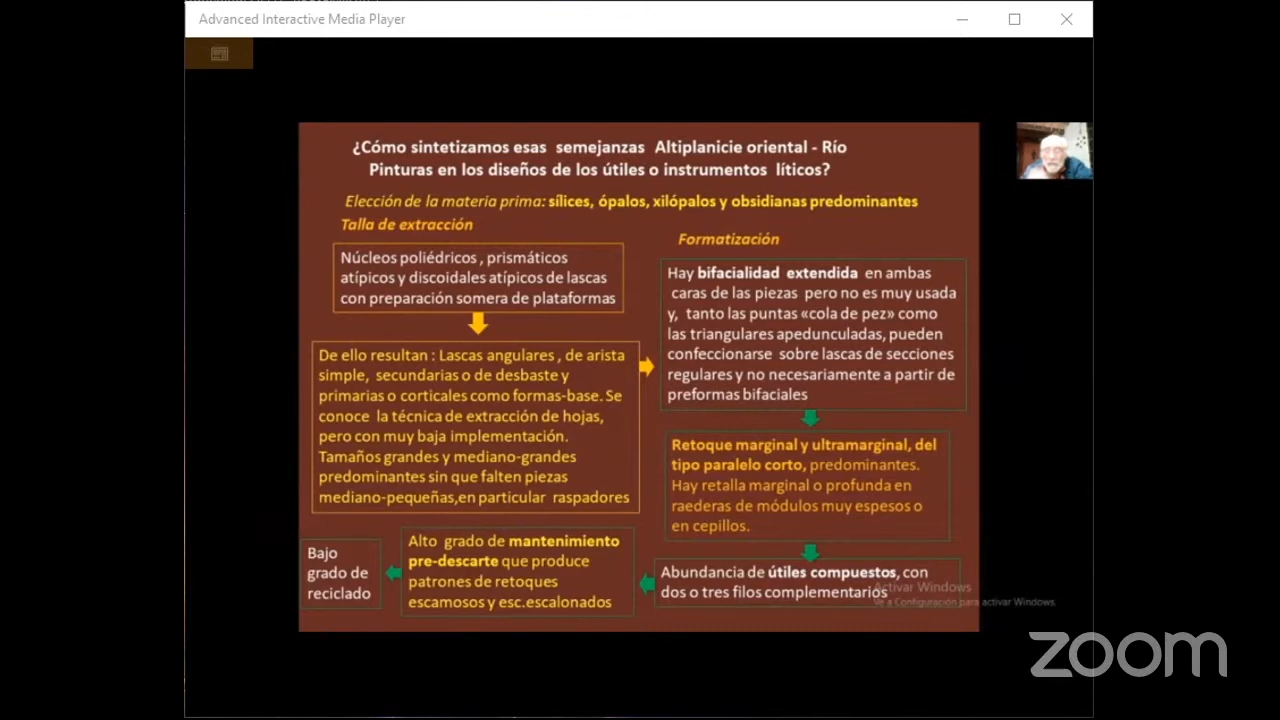 Advanced Interactive Media Player
¿Cómo sintetizamos esas semejanzas Altiplanicie oriental - Río
Pinturas en los diseños de los útiles o instrumentos líticos?
Elección de la materia prima: sílices, ópalos, xilópalos y obsidianas predominantes
Talla de extracción
Núcleos poliédricos , prismáticos
atípicos y discoidales atípicos de lascas
con preparación somera de plataformas
De ello resultan : Lascas angulares , de arista
simple, secundarias o de desbaste y
primarias o corticales como formas-base. Se
conoce la técnica de extracción de hojas,
pero con muy baja implementación.
Tamaños grandes y mediano-grandes
predominantes sin que falten piezas
mediano-pequeñas,en particular raspadores
Formatización
Hay bifacialidad extendida en ambas
caras de las piezas pero no es muy usada
y, tanto las puntas «cola de pez» como
las triangulares apedunculadas, pueden
confeccionarse sobre lascas de secciones
regulares y no necesariamente a partir de
preformas bifaciales
Retoque marginal y ultramarginal, del
tipo paralelo corto, predominantes.
Hay retalla marginal o profunda en
raederas de módulos muy espesos o
en cepillos.
Abundancia de útiles compuestos, con
dos o tres filos complementarios
Alto grado de mantenimiento
pre-descarte que produce
patrones de retoques
escamosos y esc.escalonados
Bajo
grado de
reciclado
Activar Windows
Ve a Configuración para activar Windows.
zoom